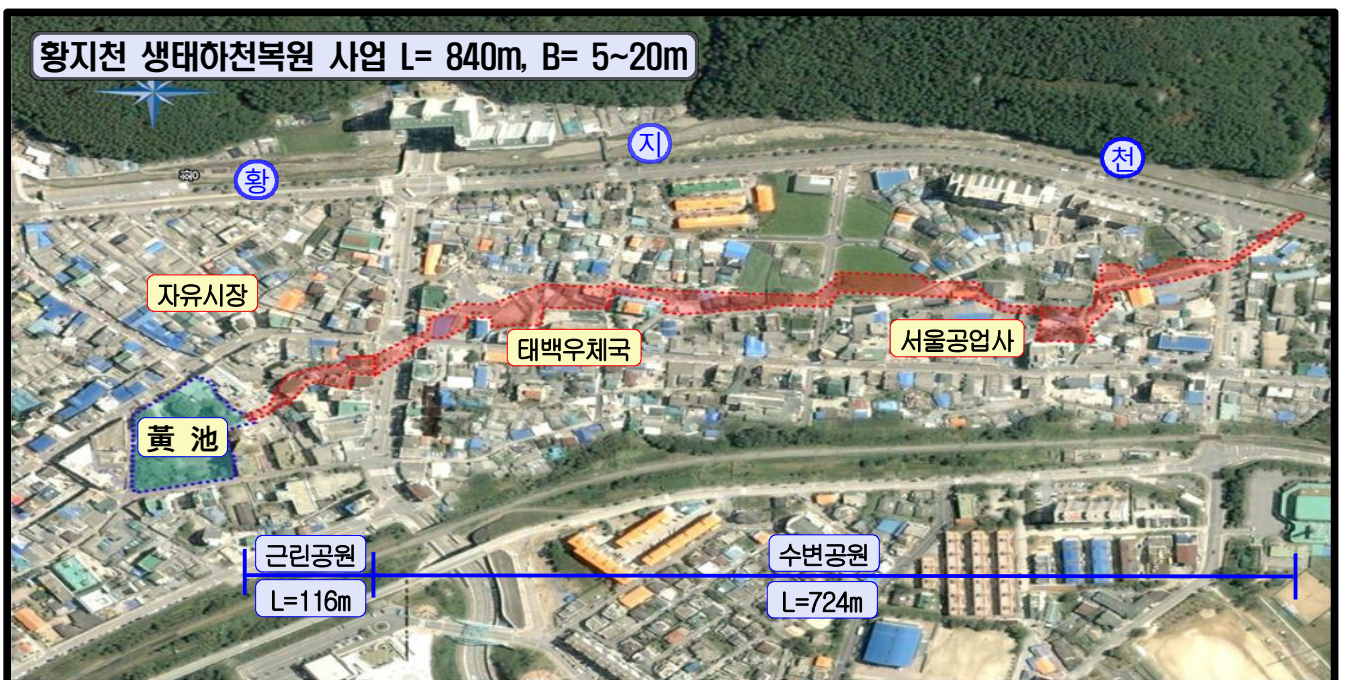 황지천 생태하천복원 사업 L= 840m, B= 5~20m
황
지
천
자유시장
태백우체국
서울공업사
黃 池
근린공원
L=116m
수변공원
L=724m